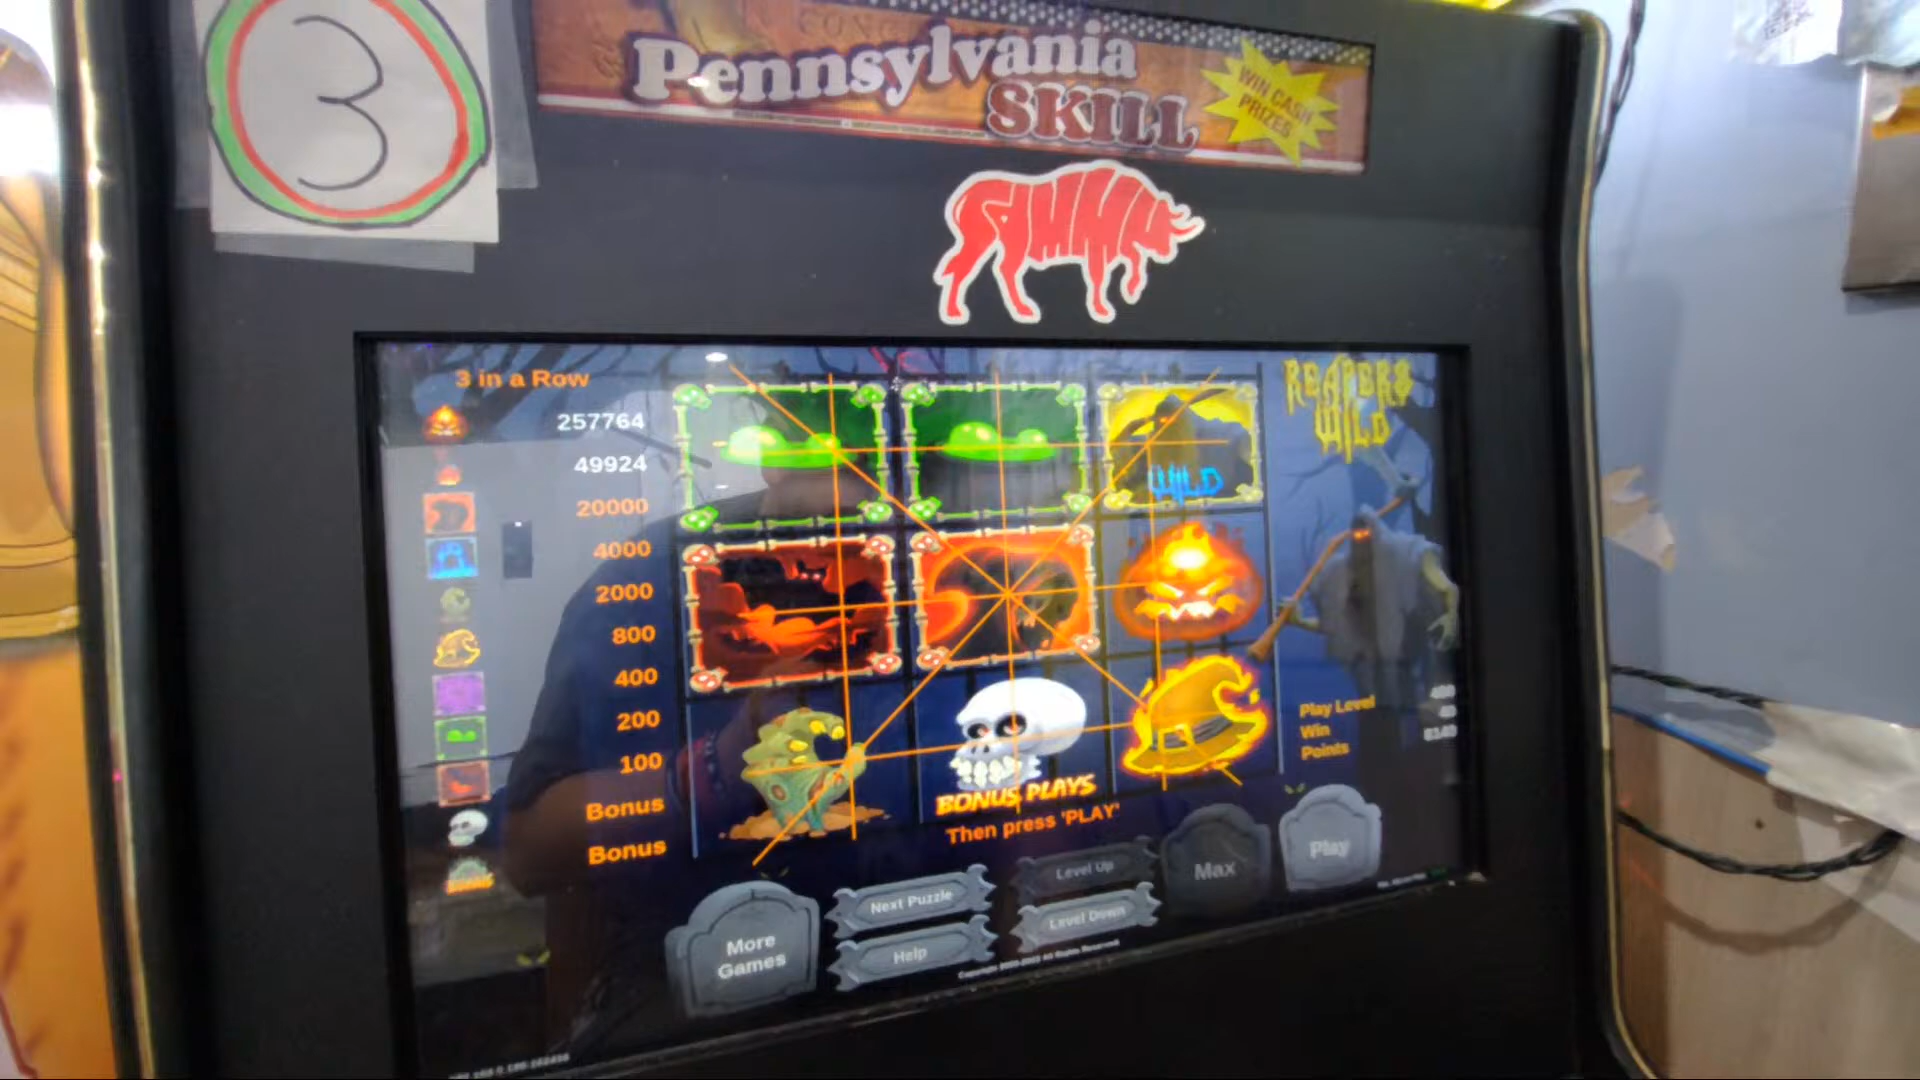 3
Pennsylvania
SKILL
WIN CASH
PRIZES
3 in a Row
257764
49924
20000
4000
2000
800
400
200
100
Bonus
Bonus
BONUS
WILD
REAPERS
WILD
BONUS PLAYS
Then press 'PLAY'
Play Level
Win
Points
More
Games
Next Puzzle
Help
Level Up
Level Down
Max
Play